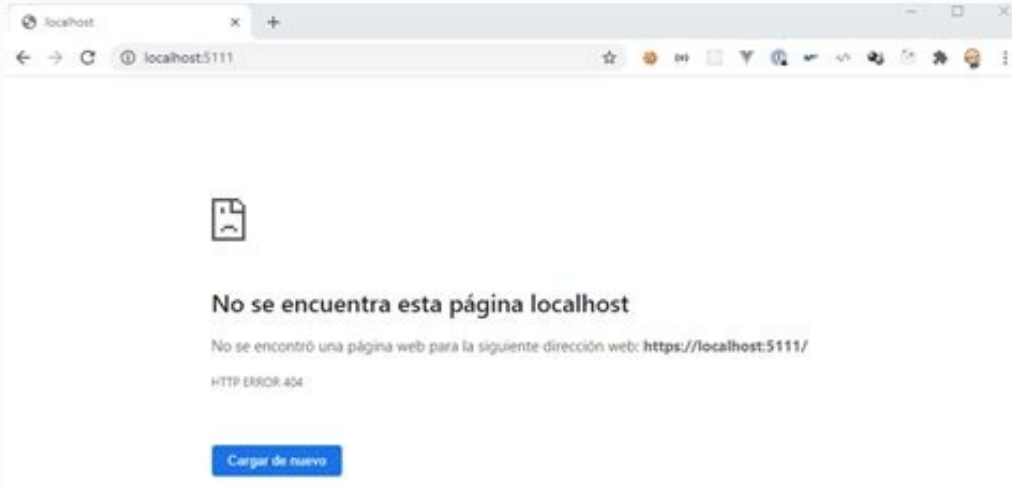 localhost
localhost:5111
No se encuentra esta página localhost
No se encontró una página web para la siguiente dirección web: https://localhost:5111/
HTTP ERROR 404
Cargar de nuevo